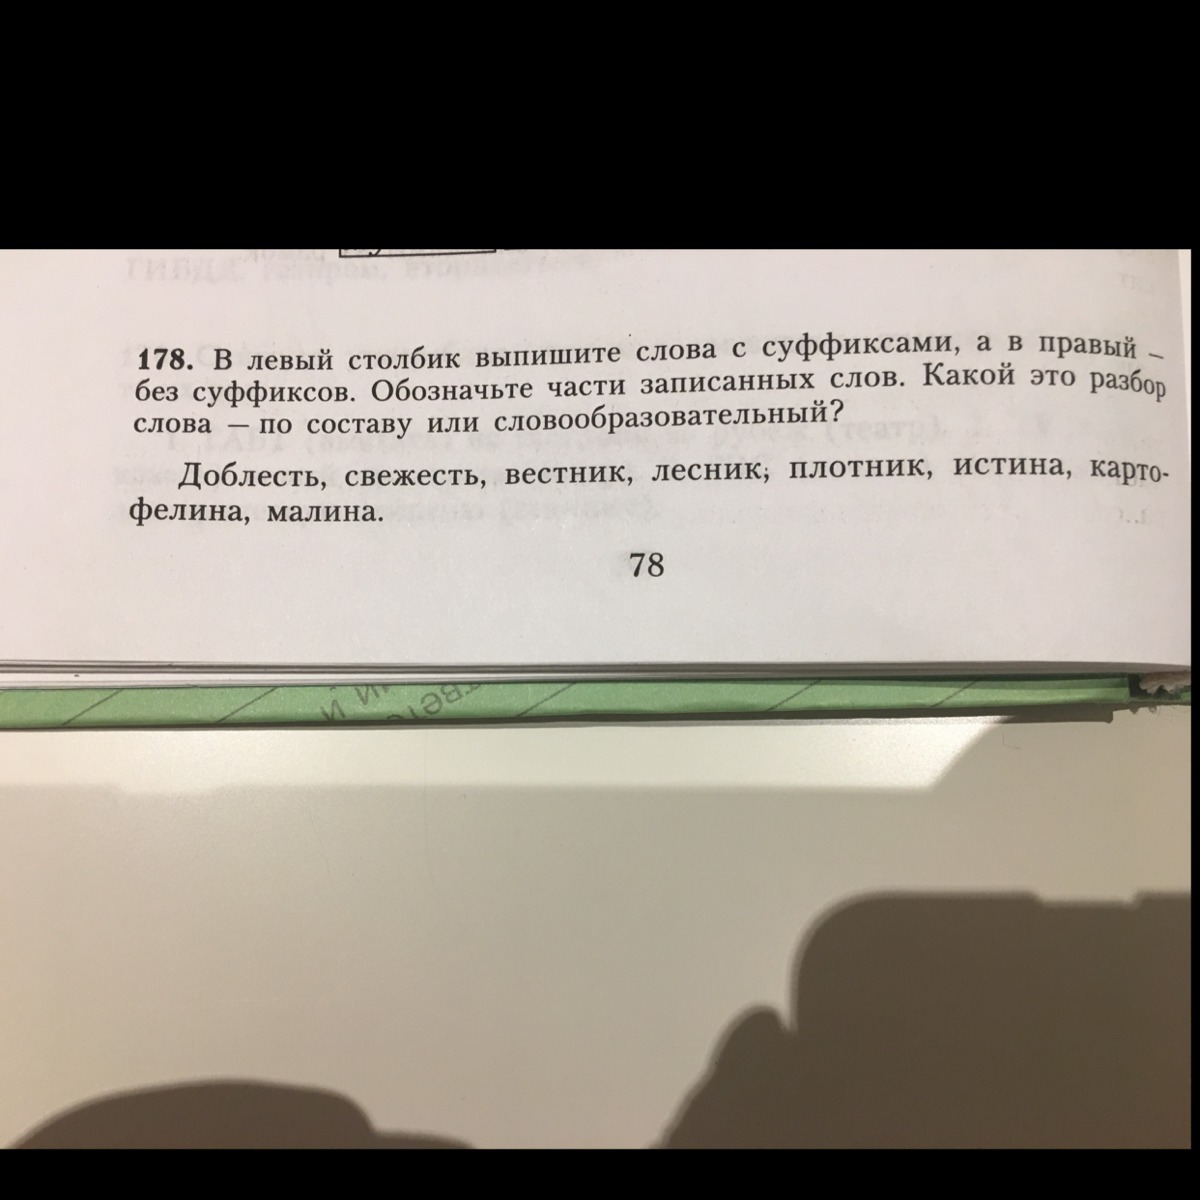 178. В левый столбик выпишите слова с суффиксами, а в правый –
без суффиксов. Обозначьте части записанных слов. Какой это разбор
слова — по составу или словообразовательный?
Доблесть, свежесть, вестник, лесник, плотник, истина, карто-
фелина, малина.
78